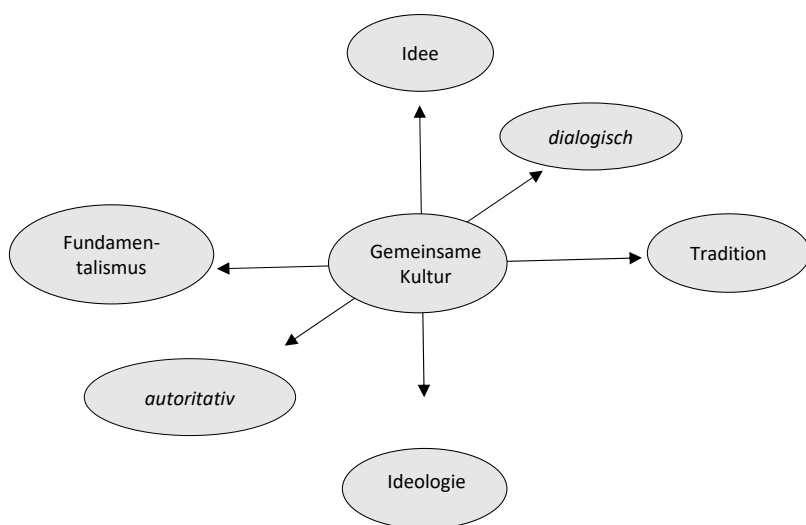 Idee
dialogisch
Fundamen-
talismus
Gemeinsame
Kultur
Tradition
autoritativ
Ideologie